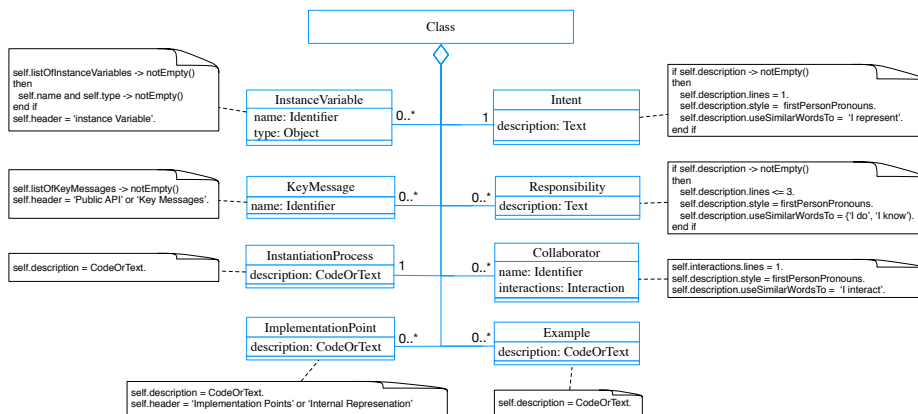 Class
self.listOfInstanceVariables -> notEmpty()
then
self.name and self.type -> notEmpty()
end if
self.header = 'instance Variable'.
InstanceVariable
name: Identifier
type: Object
0..*
1
Intent
description: Text
if self.description -> notEmpty()
then
self.description.lines = 1.
self.description.style = firstPersonPronouns.
self.description.useSimilarWordsTo = 'I represent'.
end if
self.listOfKeyMessages -> notEmpty()
self.header = 'Public API' or 'Key Messages'.
KeyMessage
name: Identifier
0..*
0..*
Responsibility
description: Text
if self.description -> notEmpty()
then
self.description.lines <= 3.
self.description.style = firstPersonPronouns.
self.description.useSimilarWordsTo = {'I do', 'I know').
end if
self.description = CodeOrText.
InstantiationProcess
description: CodeOrText
1
0..*
Collaborator
name: Identifier
interactions: Interaction
self.interactions.lines = 1.
self.description.style = firstPersonPronouns.
self.description.useSimilarWordsTo = 'I interact'.
ImplementationPoint
description: CodeOrText
0..*
0..*
Example
description: CodeOrText
self.description = CodeOrText.
self.header = 'Implementation Points' or 'Internal Represenation'
self.description = CodeOrText.